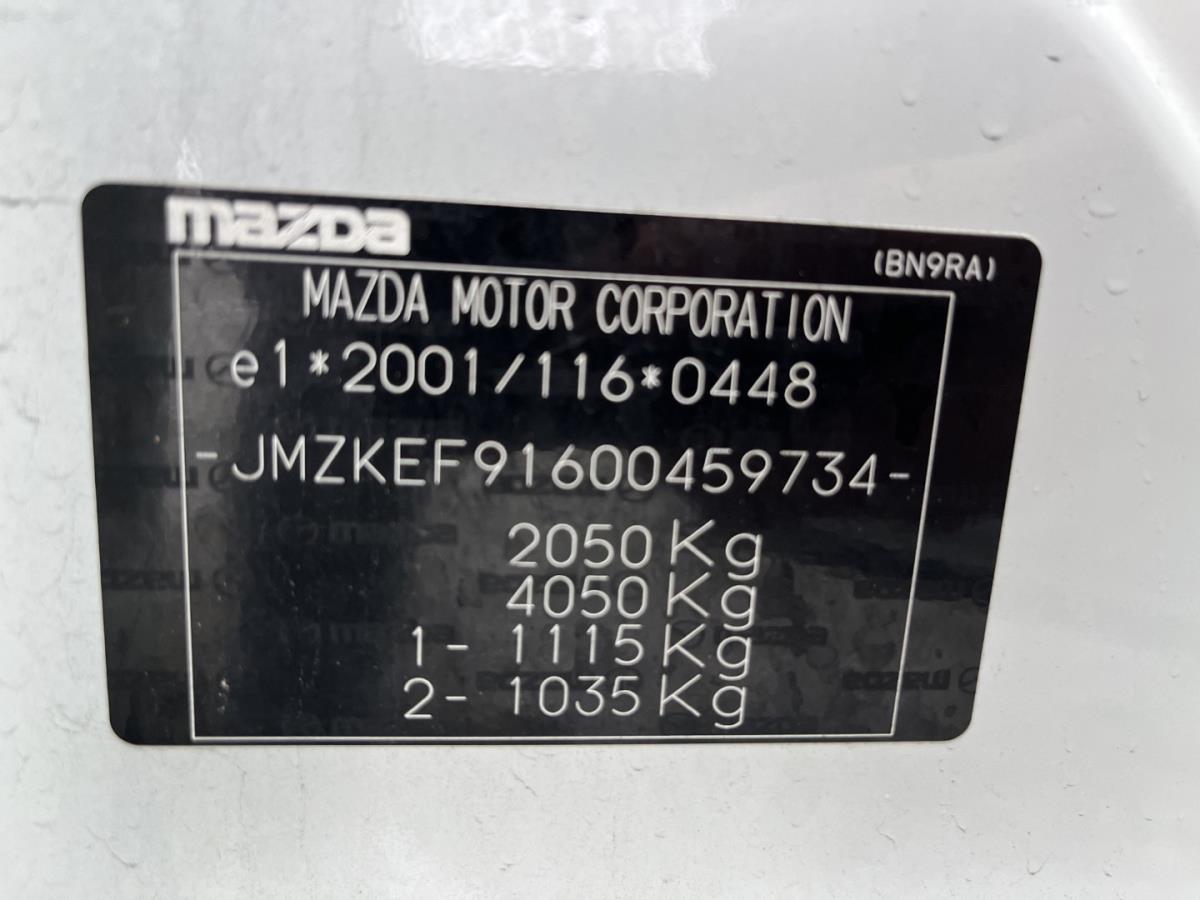 mazda
(BN9RA)
MAZDA MOTOR CORPORATION
e1*2001/116*0448
-JMZKEF91600459734-
2050Kg
4050Kg
1- 1115Kg
2- 1035Kg